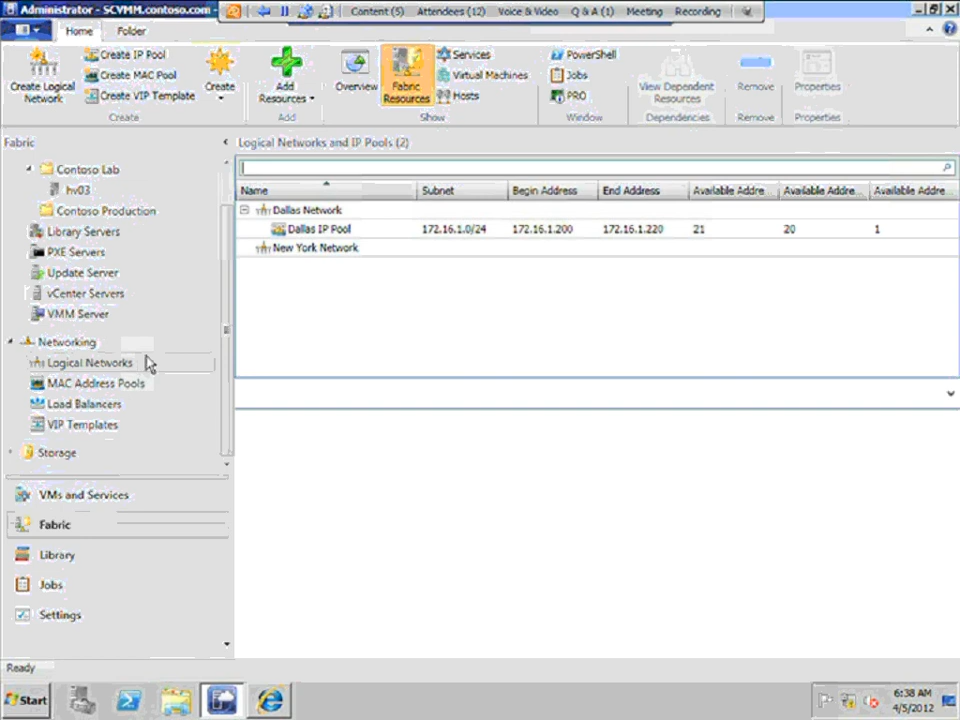 Administrator - SCVMM.contoso.com -
Content (5) Attendees (12) Voice & Video Q & A (1) Meeting Recording
Home Folder
Create Logical Network
Create IP Pool
Create MAC Pool
Create VIP Template
Create
Create
Add Resources
Add
Overview
Fabric Resources
Services
Virtual Machines
Hosts
Show
PowerShell
Jobs
PRO
Window
View Dependent Resources
Dependencies
Remove
Remove
Properties
Properties
Fabric
Contoso Lab
hv03
Contoso Production
Library Servers
PXE Servers
Update Server
vCenter Servers
VMM Server
Networking
Logical Networks
MAC Address Pools
Load Balancers
VIP Templates
Storage
VMs and Services
Fabric
Library
Jobs
Settings
Logical Networks and IP Pools (2)
Name Subnet Begin Address End Address Available Addre... Available Addre... Available Addre...
Dallas Network
Dallas IP Pool 172.16.1.0/24 172.16.1.200 172.16.1.220 21 20 1
New York Network
Ready
Start
6:38 AM
4/5/2012